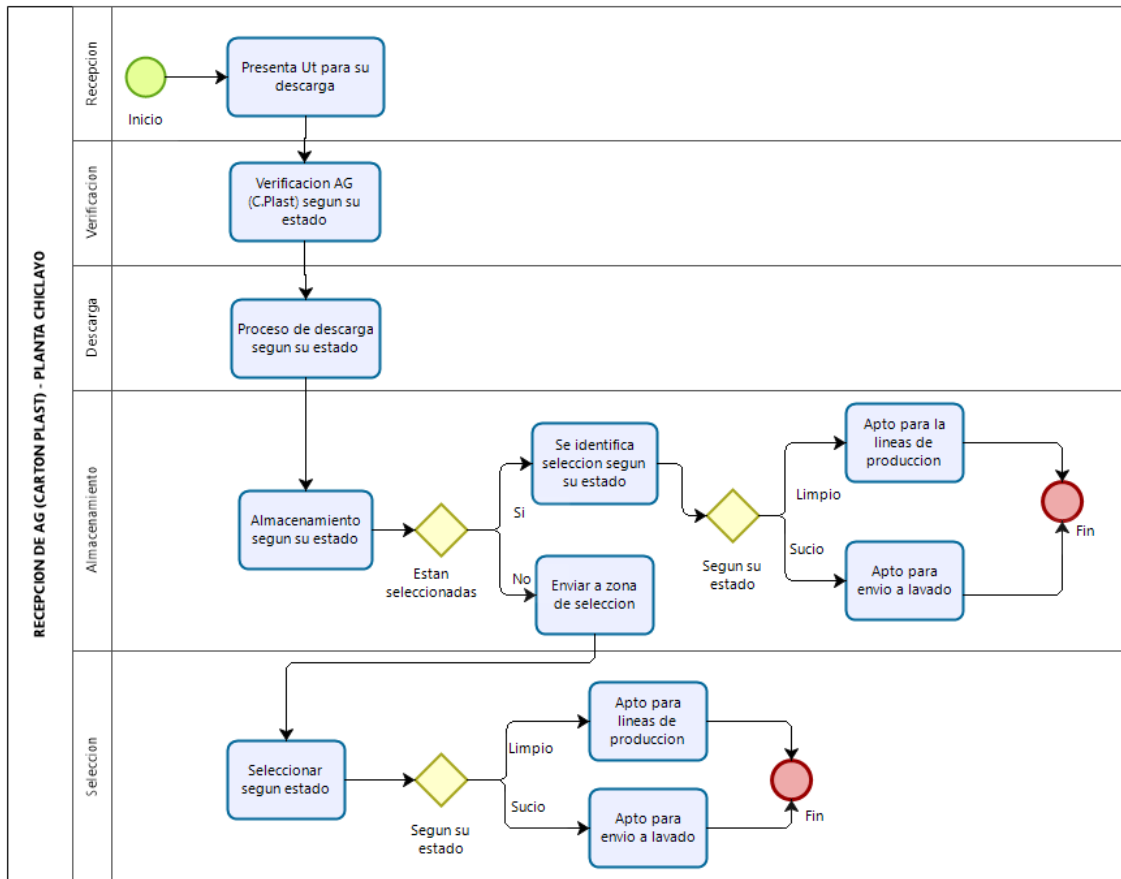 RECEPCION DE AG (CARTON PLAST) - PLANTA CHICLAYO
Recepcion
Inicio
Presenta Ut para su
descarga
Verificacion
Verificacion AG
(C.Plast) segun su
estado
Descarga
Proceso de descarga
segun su estado
Almacenamiento
Almacenamiento
segun su estado
Estan
seleccionadas
Si
No
Se identifica
seleccion segun
su estado
Enviar a zona
de seleccion
Segun su
estado
Limpio
Sucio
Apto para la
lineas de
produccion
Apto para
envio a lavado
Fin
Seleccion
Seleccionar
segun estado
Segun su
estado
Limpio
Sucio
Apto para
lineas de
produccion
Apto para
envio a lavado
Fin